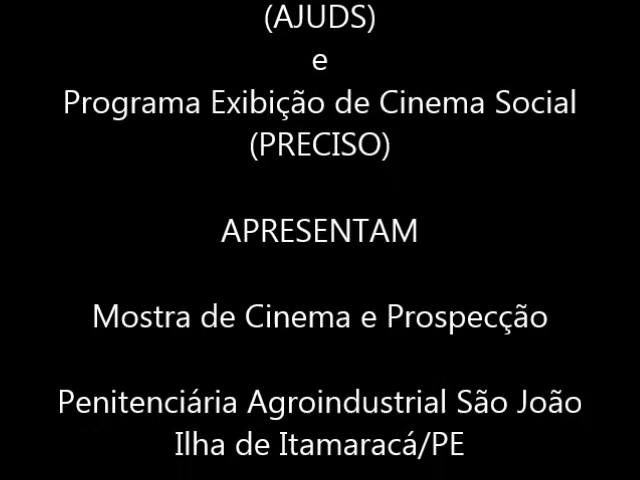 (AJUDS)
e
Programa Exibição de Cinema Social
(PRECISO)
APRESENTAM
Mostra de Cinema e Prospecção
Penitenciária Agroindustrial São João
Ilha de Itamaracá/PE